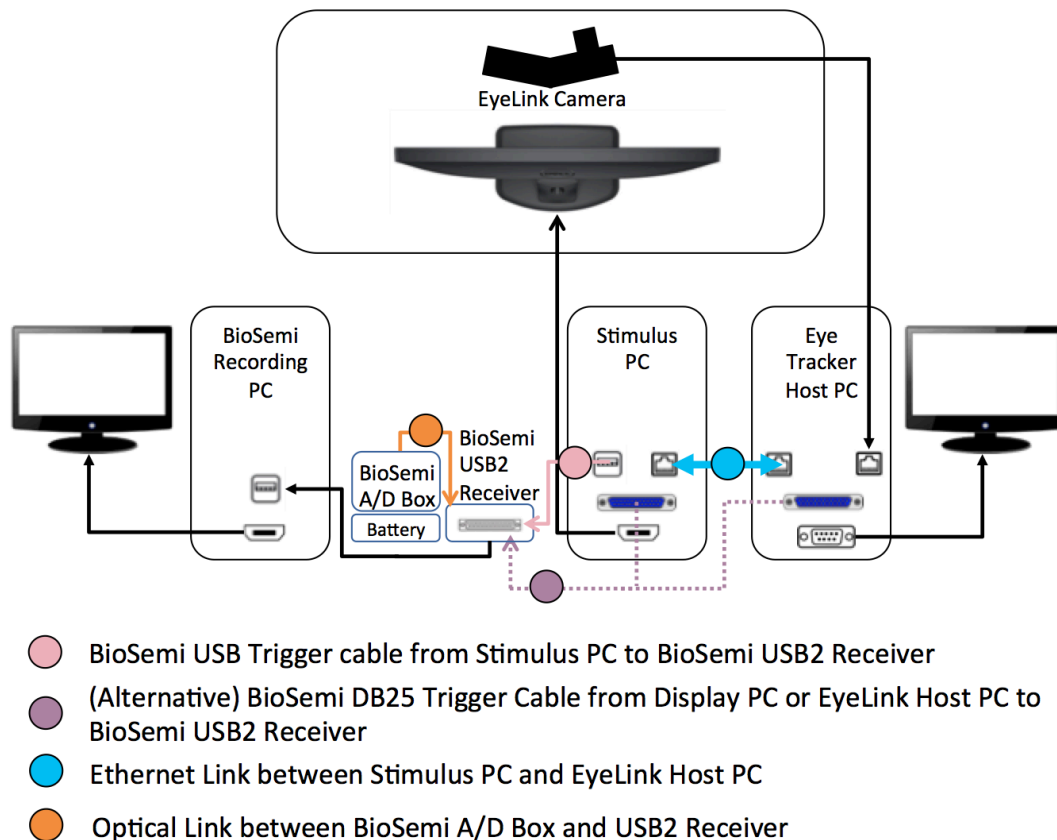 EyeLink Camera
BioSemi
Recording
PC
Stimulus
PC
Eye
Tracker
Host PC
BioSemi
USB2
Receiver
BioSemi
A/D Box
Battery
BioSemi USB Trigger cable from Stimulus PC to BioSemi USB2 Receiver
(Alternative) BioSemi DB25 Trigger Cable from Display PC or EyeLink Host PC to
BioSemi USB2 Receiver
Ethernet Link between Stimulus PC and EyeLink Host PC
Optical Link between BioSemi A/D Box and USB2 Receiver